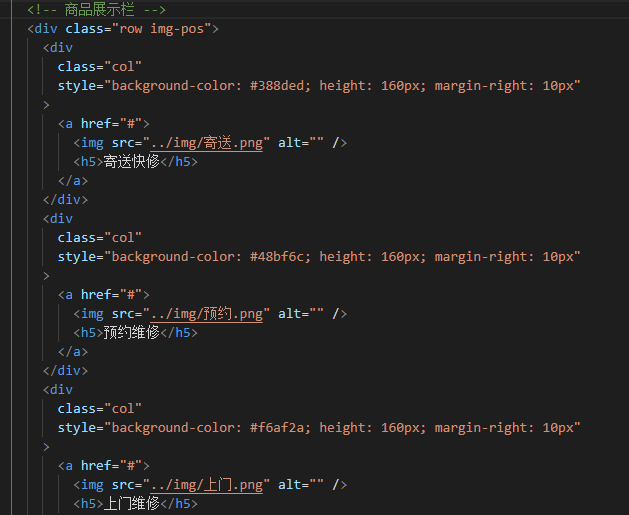 <!-- 商品展示栏 -->
<div class="row img-pos">
<div
class="col"
style="background-color: #388ded; height: 160px; margin-right: 10px"
>
<a href="#">
<img src="../img/寄送.png" alt="" />
<h5>寄送快修</h5>
</a>
</div>
<div
class="col"
style="background-color: #48bf6c; height: 160px; margin-right: 10px"
>
<a href="#">
<img src="../img/预约.png" alt="" />
<h5>预约维修</h5>
</a>
</div>
<div
class="col"
style="background-color: #f6af2a; height: 160px; margin-right: 10px"
>
<a href="#">
<img src="../img/上门.png" alt="" />
<h5>上门维修</h5>